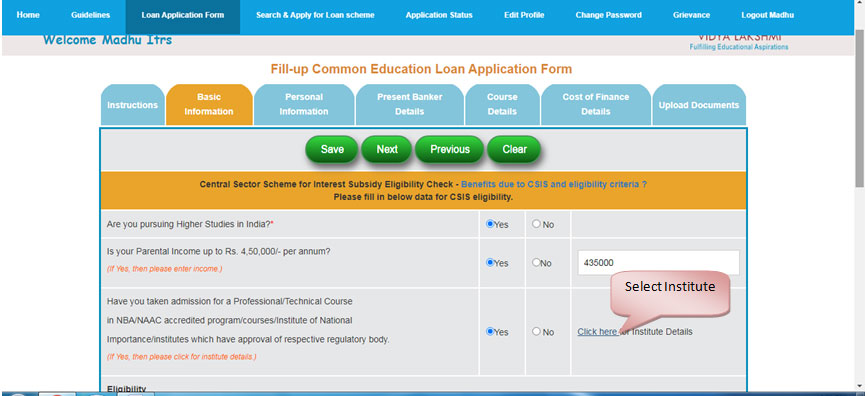 Home Guidelines Loan Application Form Search & Apply for Loan scheme Application Status Edit Profile Change Password Grievance Logout Madhu
Welcome Madhu Itrs
VIDYA LAKSHMI
Fulfilling Educational Aspirations
Fill-up Common Education Loan Application Form
Instructions
Basic
Information
Personal
Information
Present Banker
Details
Course
Details
Cost of Finance
Details
Upload Documents
Save Next Previous Clear
Central Sector Scheme for Interest Subsidy Eligibility Check - Benefits due to CSIS and eligibility criteria ?
Please fill in below data for CSIS eligibility.
Are you pursuing Higher Studies in India?* Yes No
Is your Parental Income up to Rs. 4,50,000/- per annum?
(If Yes, then please enter income.)
Yes No 435000
Select Institute
Have you taken admission for a Professional/Technical Course
in NBA/NAAC accredited program/courses/Institute of National
Importance/institutes which have approval of respective regulatory body.
(If Yes, then please click for institute details.)
Yes No Click here for Institute Details
Eligibility